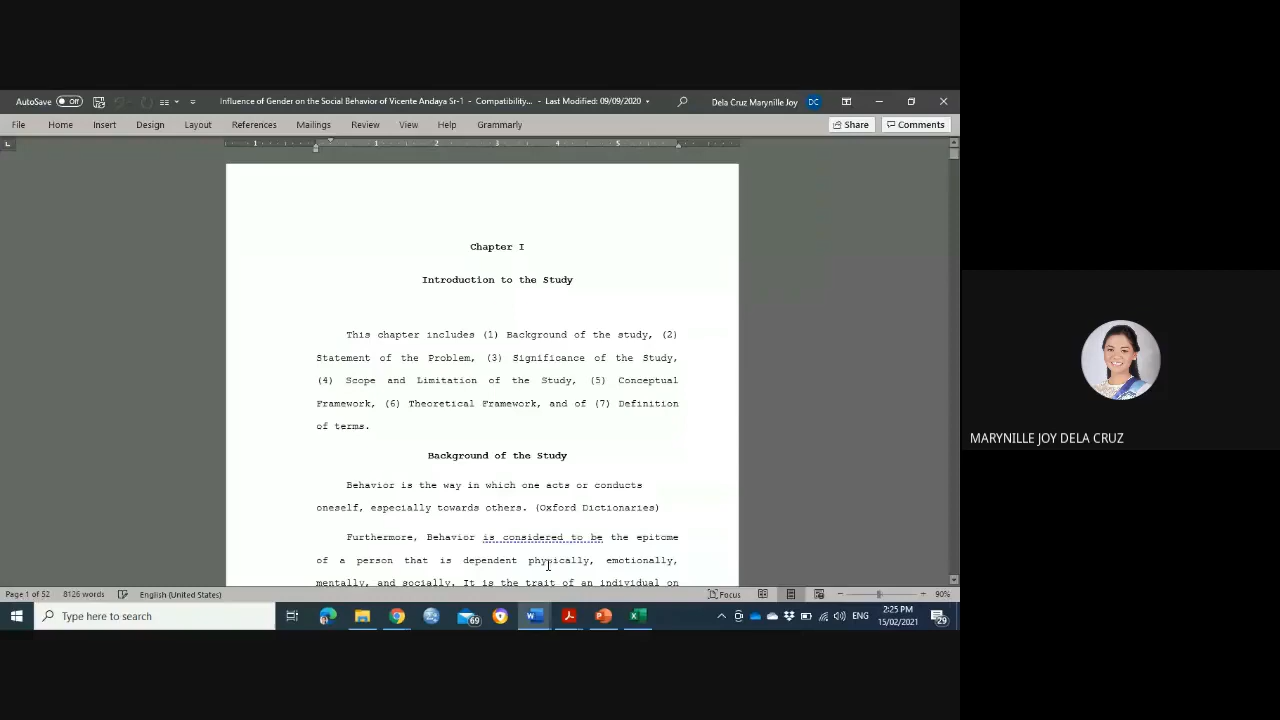 AutoSave Off
Influence of Gender on the Social Behavior of Vicente Andaya Sr-1 - Compatibility... - Last Modified: 09/09/2020
Dela Cruz Marynille Joy DC
File Home Insert Design Layout References Mailings Review View Help Grammarly
Share Comments
1 1 2 3 4 5
Chapter I
Introduction to the Study
This chapter includes (1) Background of the study, (2)
Statement of the Problem, (3) Significance of the Study,
(4) Scope and Limitation of the Study, (5) Conceptual
Framework, (6) Theoretical Framework, and of (7) Definition
of terms.
Background of the Study
Behavior is the way in which one acts or conducts
oneself, especially towards others. (Oxford Dictionaries)
Furthermore, Behavior is considered to be the epitome
of a person that is dependent physically, emotionally,
mentally, and socially. It is the trait of an individual on
MARYNILLE JOY DELA CRUZ
Page 1 of 52 8126 words English (United States)
Focus 90%
Type here to search
69
ENG
2:25 PM
15/02/2021
29